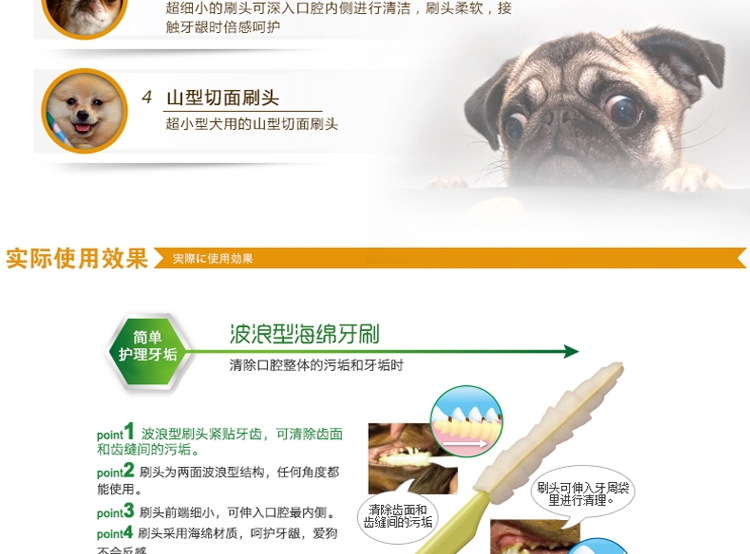 超细小的刷头可深入口腔内侧进行清洁，刷头柔软，接
触牙龈时倍感呵护
4 山型切面刷头
超小型犬用的山型切面刷头
实际使用效果 実際に使用効果
简单
护理牙垢
波浪型海绵牙刷
清除口腔整体的污垢和牙垢时
point1 波浪型刷头紧贴牙齿，可清除齿面
和齿缝间的污垢。
point2 刷头为两面波浪型结构，任何角度都
能使用。
point3 刷头前端细小，可伸入口腔最内侧。
point4 刷头采用海绵材质，呵护牙龈，爱狗
不会反感
清除齿面和
齿缝间的污垢
刷头可伸入牙周袋
里进行清理。